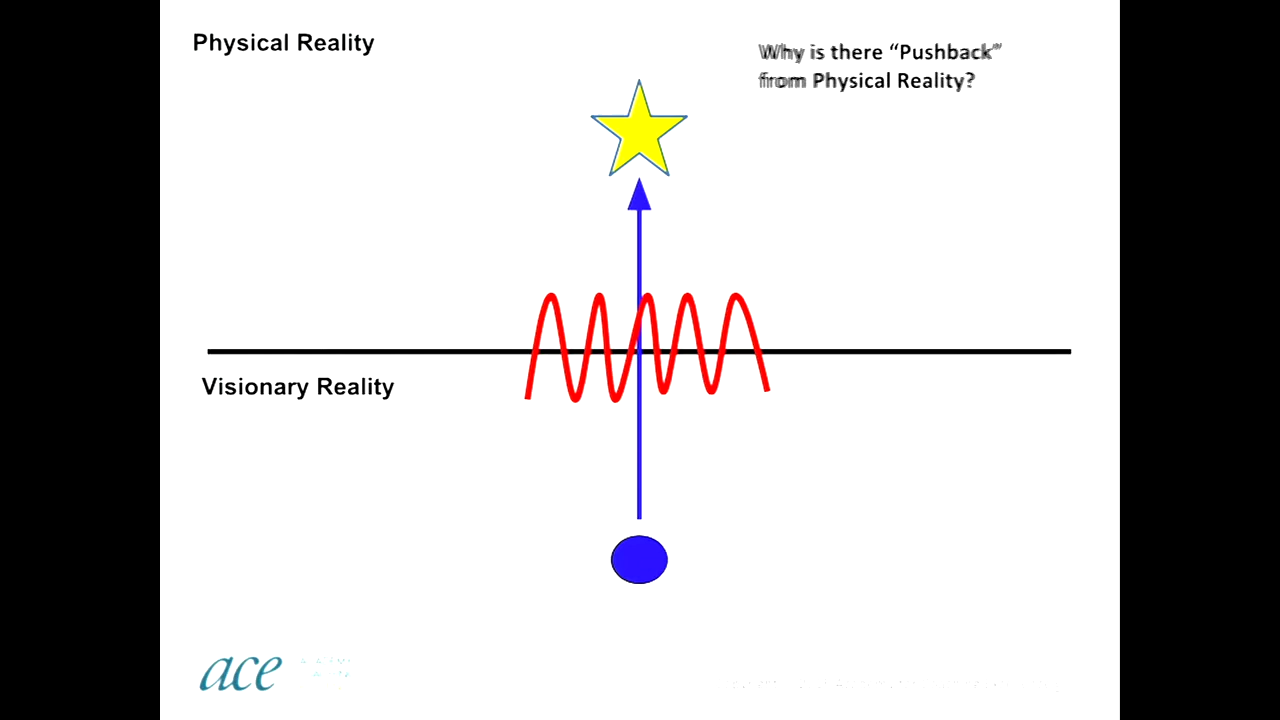 Physical Reality
Why is there “Pushback”
from Physical Reality?
Visionary Reality
ace